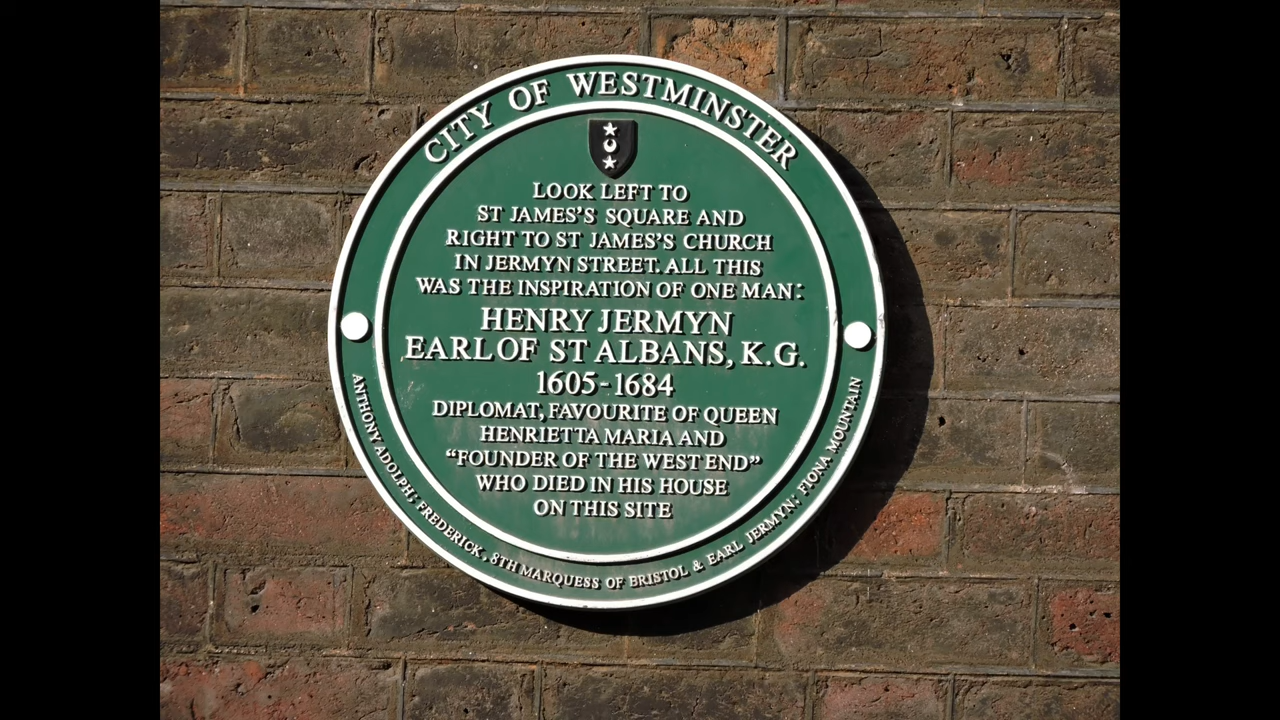 CITY OF WESTMINSTER
LOOK LEFT TO
ST JAMES'S SQUARE AND
RIGHT TO ST JAMES'S CHURCH
IN JERMYN STREET. ALL THIS
WAS THE INSPIRATION OF ONE MAN:
HENRY JERMYN
EARL OF ST ALBANS, K.G.
1605-1684
DIPLOMAT, FAVOURITE OF QUEEN
HENRIETTA MARIA AND
"FOUNDER OF THE WEST END"
WHO DIED IN HIS HOUSE
ON THIS SITE
ANTHONY ADOLPH; FREDERICK, 8TH MARQUESS OF BRISTOL & EARL JERMYN; FIONA MOUNTAIN